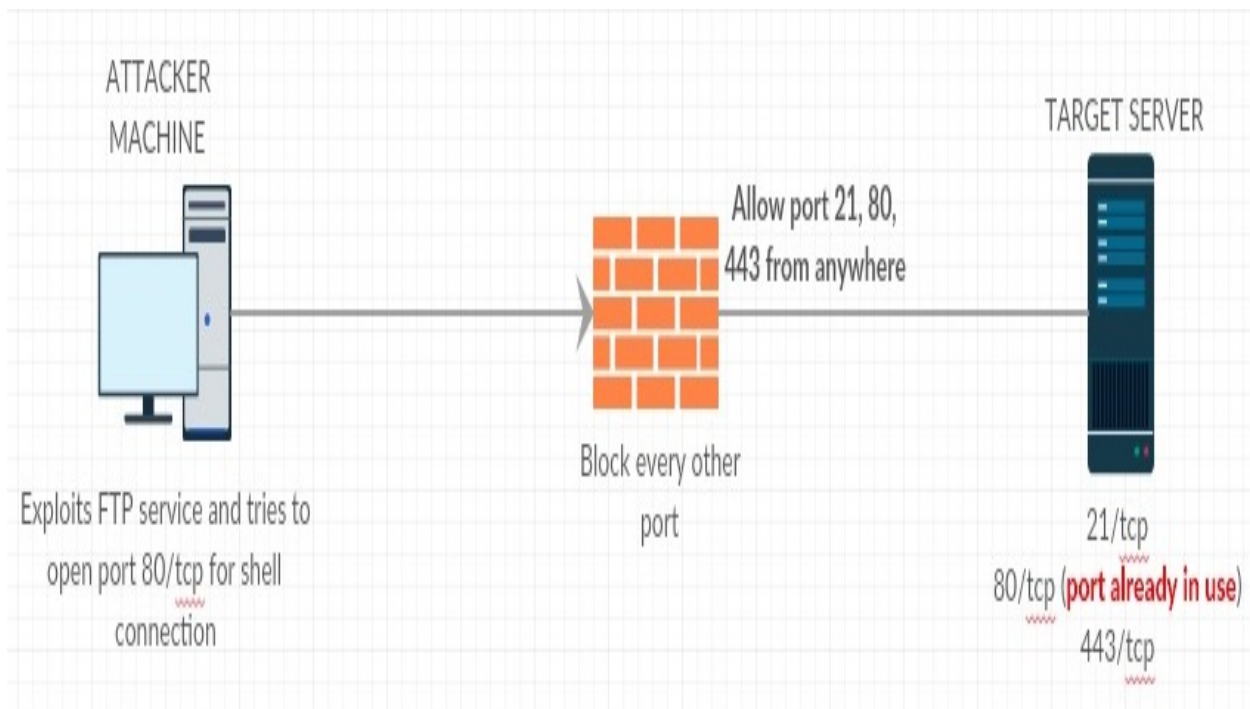 ATTACKER
MACHINE
Exploits FTP service and tries to
open port 80/tcp for shell
connection
Allow port 21, 80,
443 from anywhere
Block every other
port
TARGET SERVER
21/tcp
80/tcp (port already in use)
443/tcp